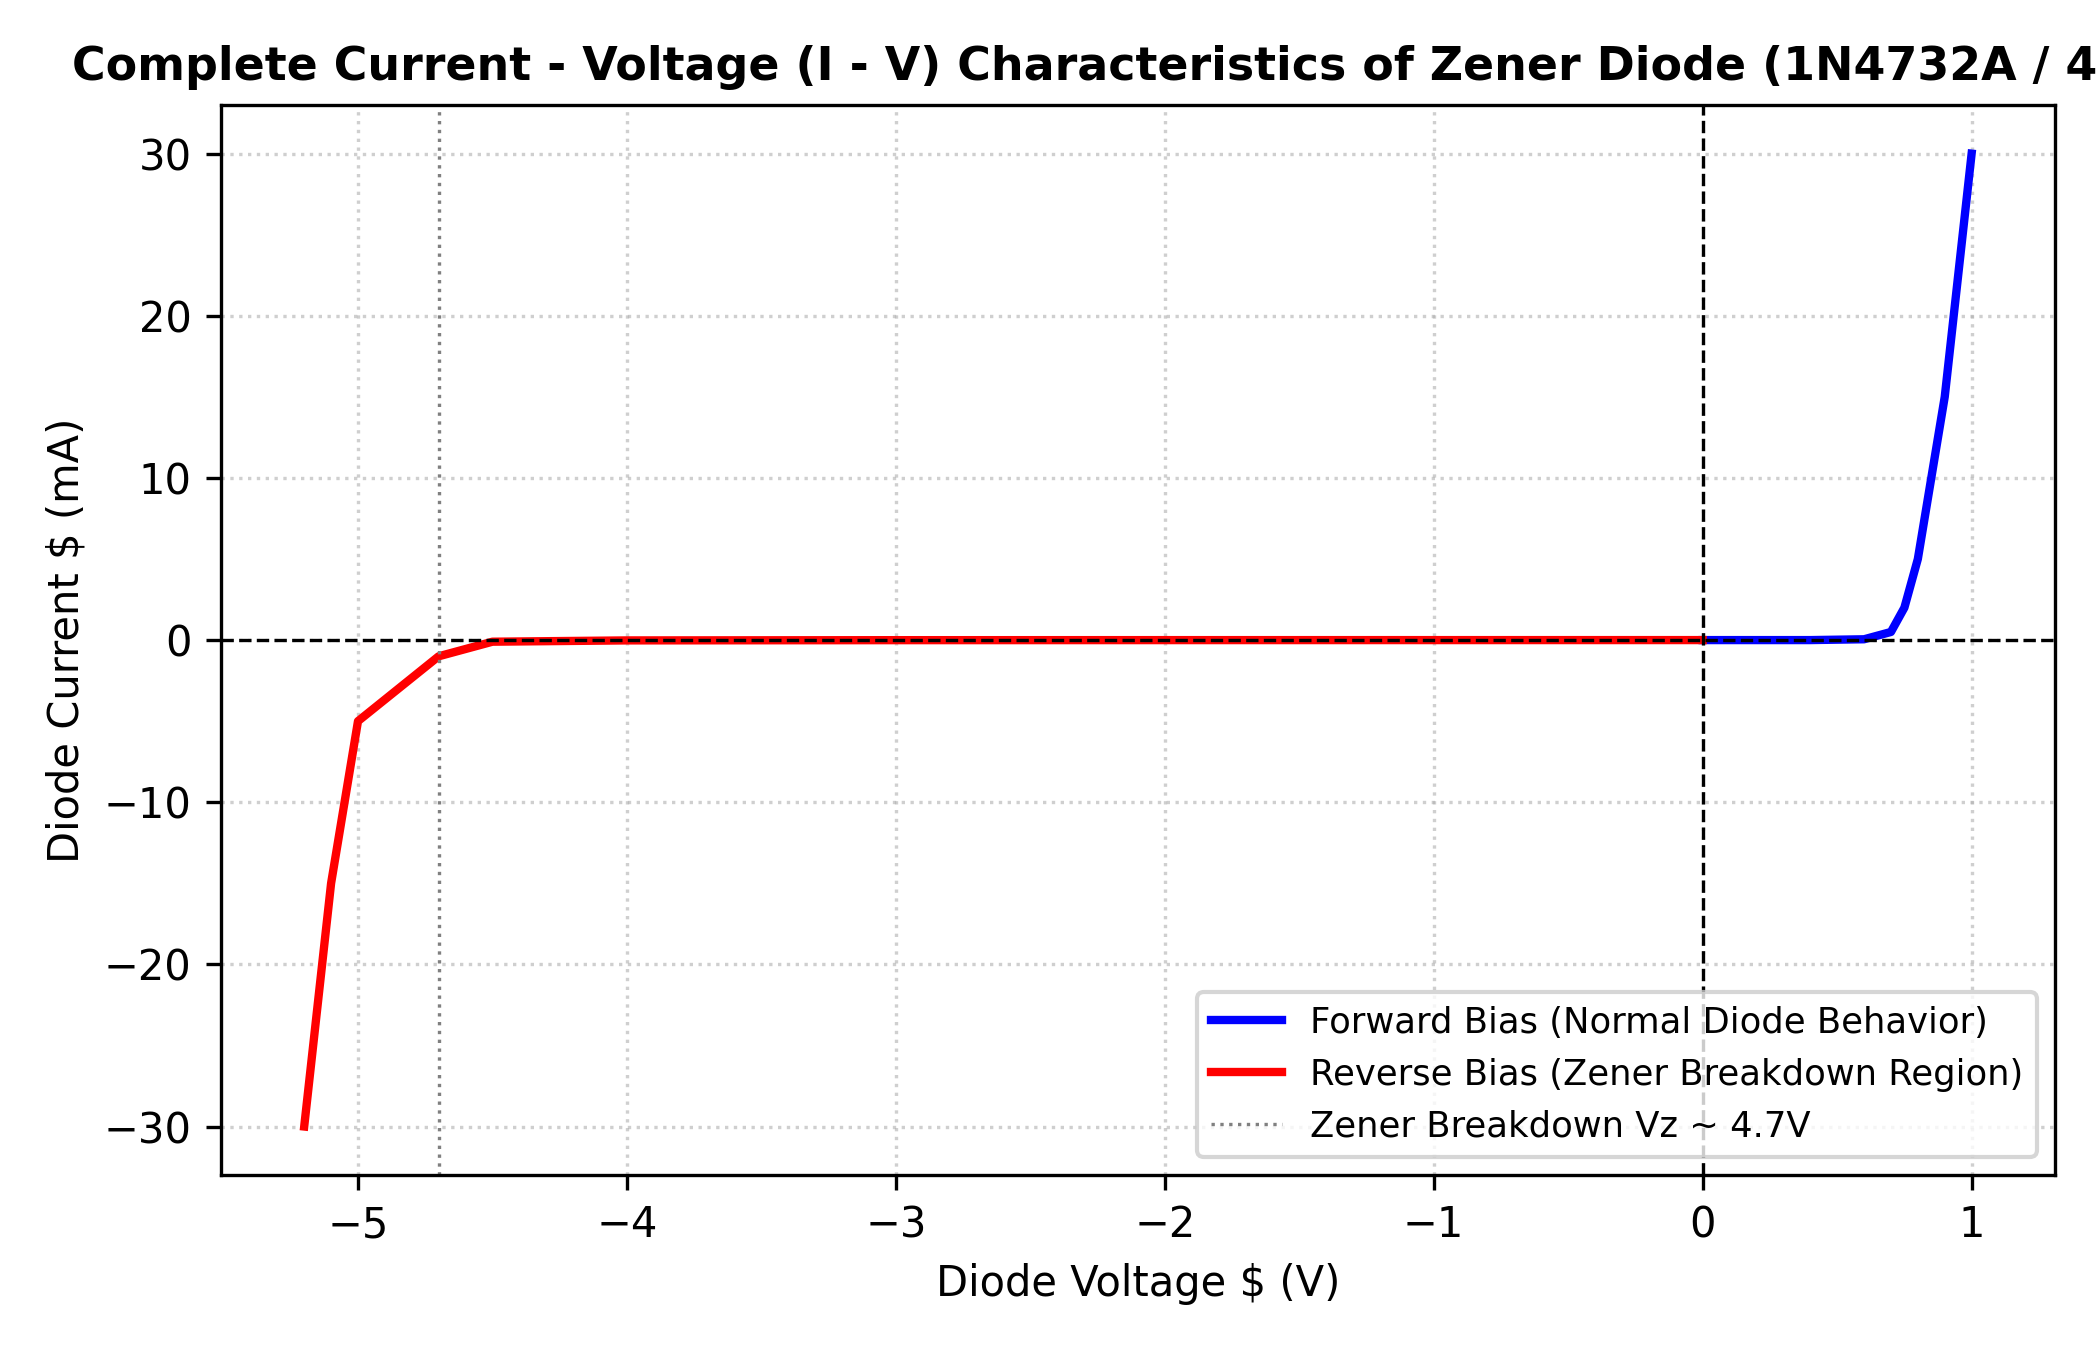 Complete Current - Voltage (I - V) Characteristics of Zener Diode (1N4732A / 4
30
20
10
0
−10
−20
−30
Diode Current $ (mA)
Forward Bias (Normal Diode Behavior)
Reverse Bias (Zener Breakdown Region)
Zener Breakdown Vz ~ 4.7V
−5 −4 −3 −2 −1 0 1
Diode Voltage $ (V)